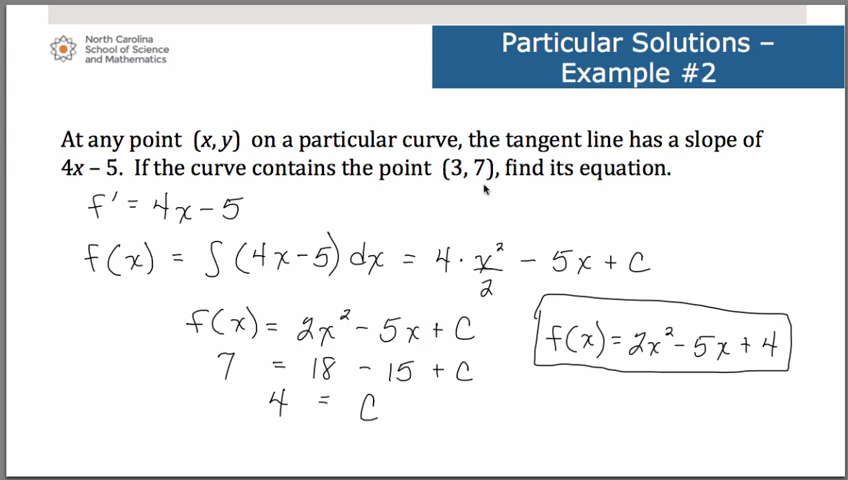 North Carolina
School of Science
and Mathematics
Particular Solutions –
Example #2
At any point (x, y) on a particular curve, the tangent line has a slope of
4x – 5. If the curve contains the point (3, 7), find its equation.
f' = 4x - 5
f(x) = ∫ (4x - 5) dx = 4 · x²/2 - 5x + C
f(x) = 2x² - 5x + C
7 = 18 - 15 + C
4 = C
f(x) = 2x² - 5x + 4